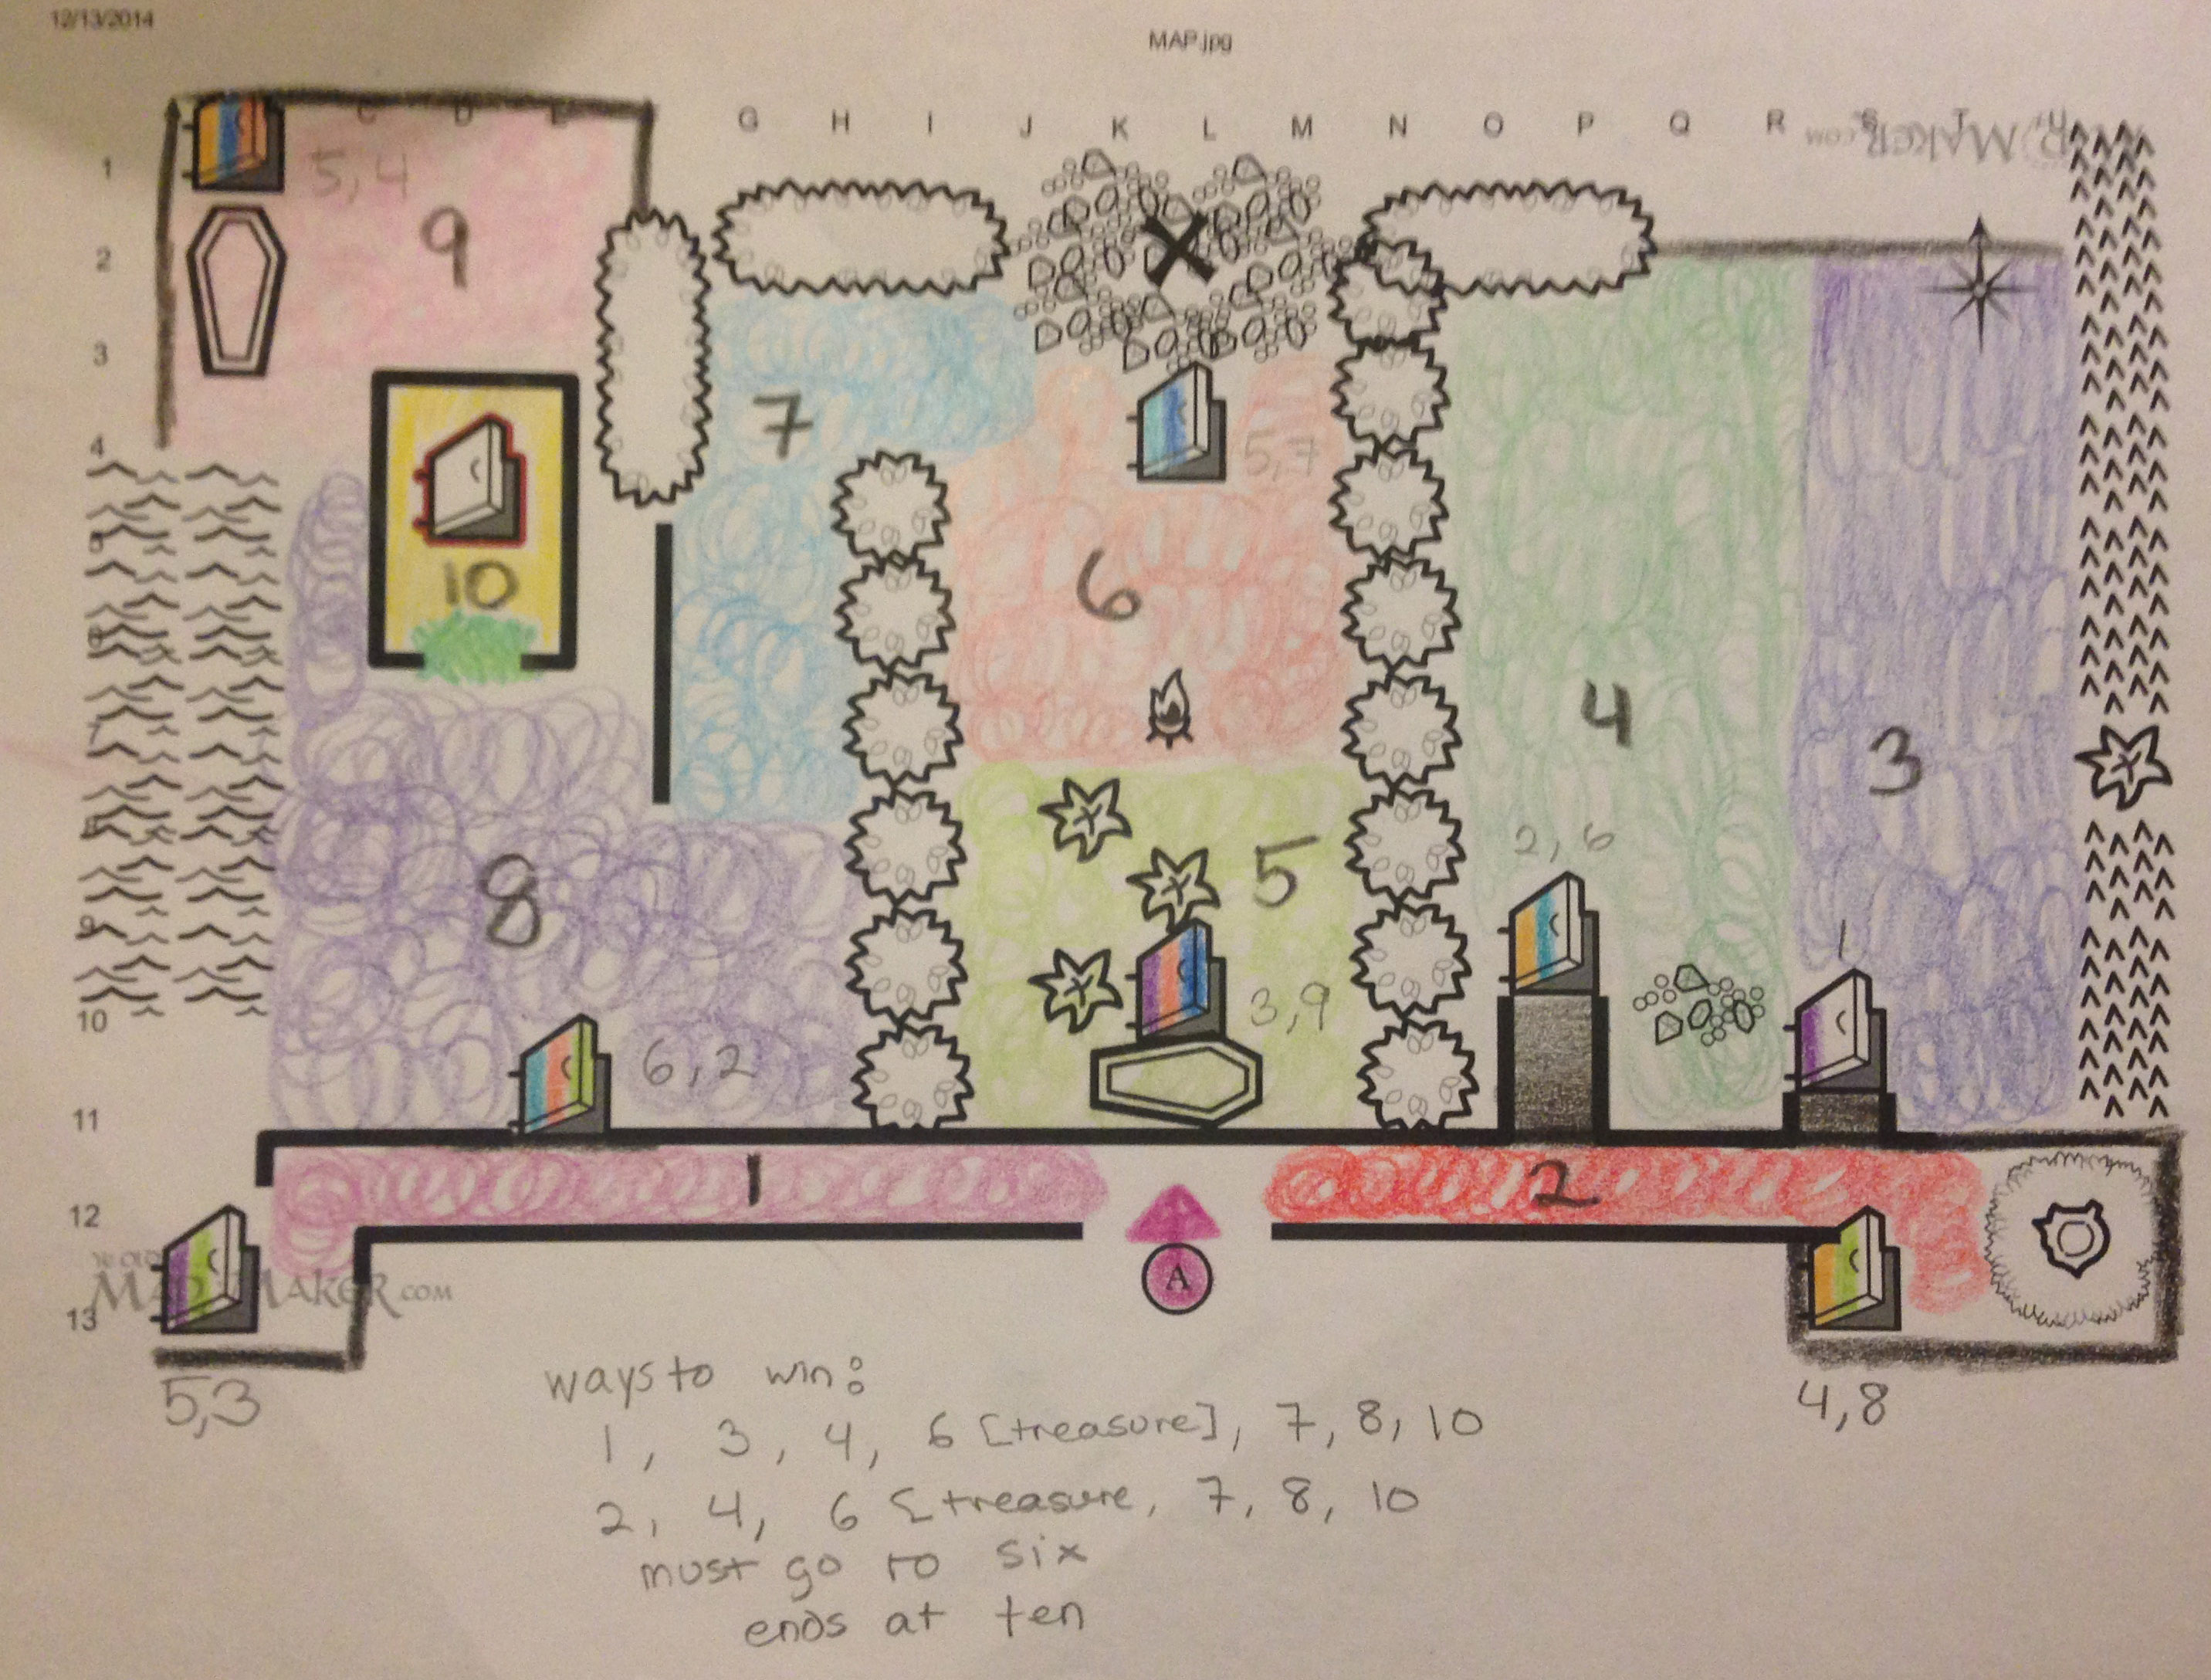 12/13/2014
MAP.jpg
C D E G H I J K L M N O P Q R S T U
MAKER.COM
1
5,4
2
9
3
7
4
5,7
5
10
6
6
7
4
3
2,6
8
8
5
9
1
3,9
10
6,2
11
1
2
12
A
YE OLDE
MAPMAKER.COM
13
5,3
4,8
ways to win:
1, 3, 4, 6 [treasure], 7, 8, 10
2, 4, 6 [treasure, 7, 8, 10
must go to six
ends at ten